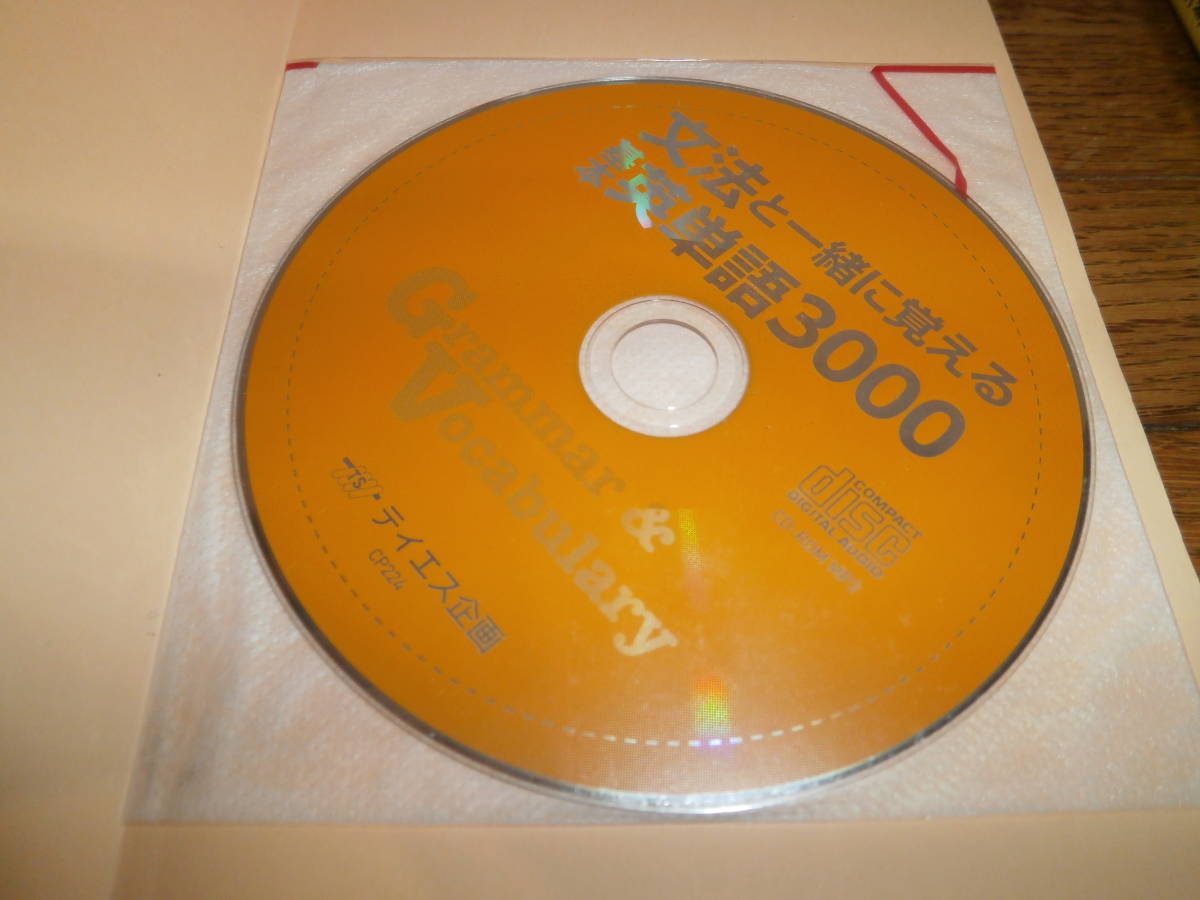 文法と一緒に覚える
基本英単語3000
Grammar &
Vocabulary
COMPACT
disc
DIGITAL AUDIO
TS ティエス企画
CP224